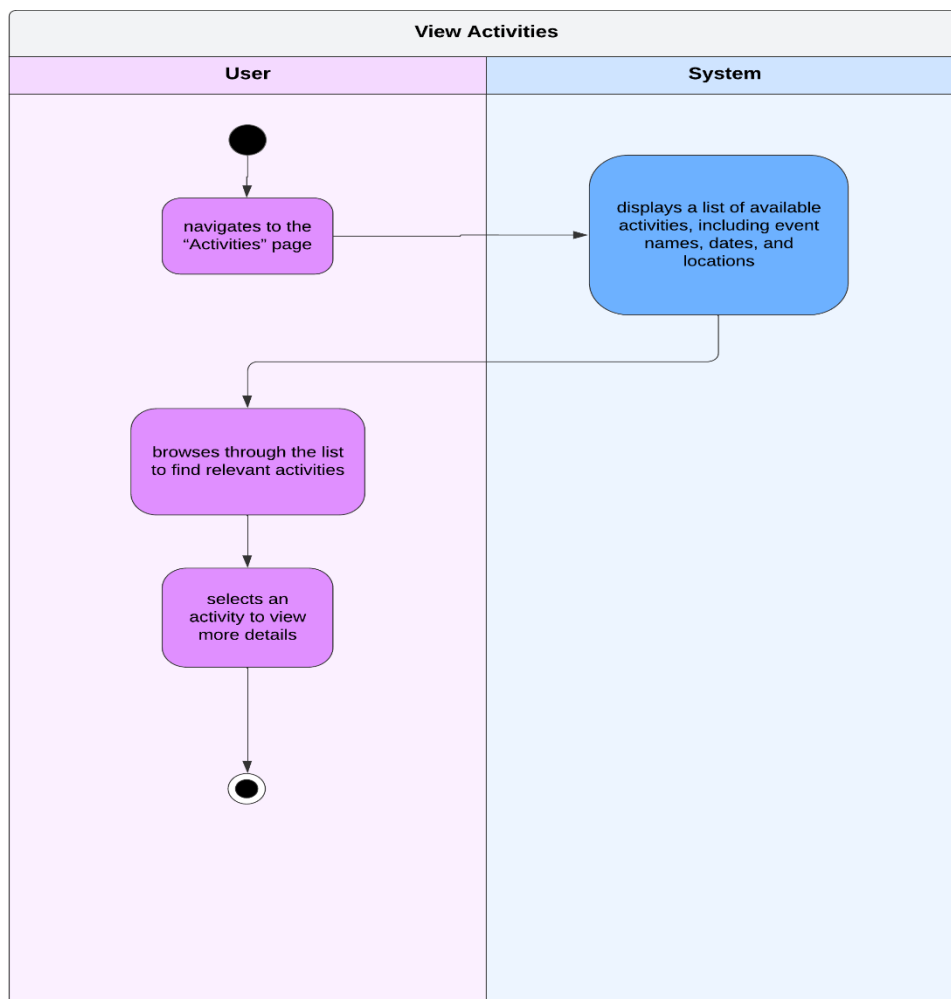 View Activities
User
System
navigates to the
“Activities” page
displays a list of available
activities, including event
names, dates, and
locations
browses through the list
to find relevant activities
selects an
activity to view
more details